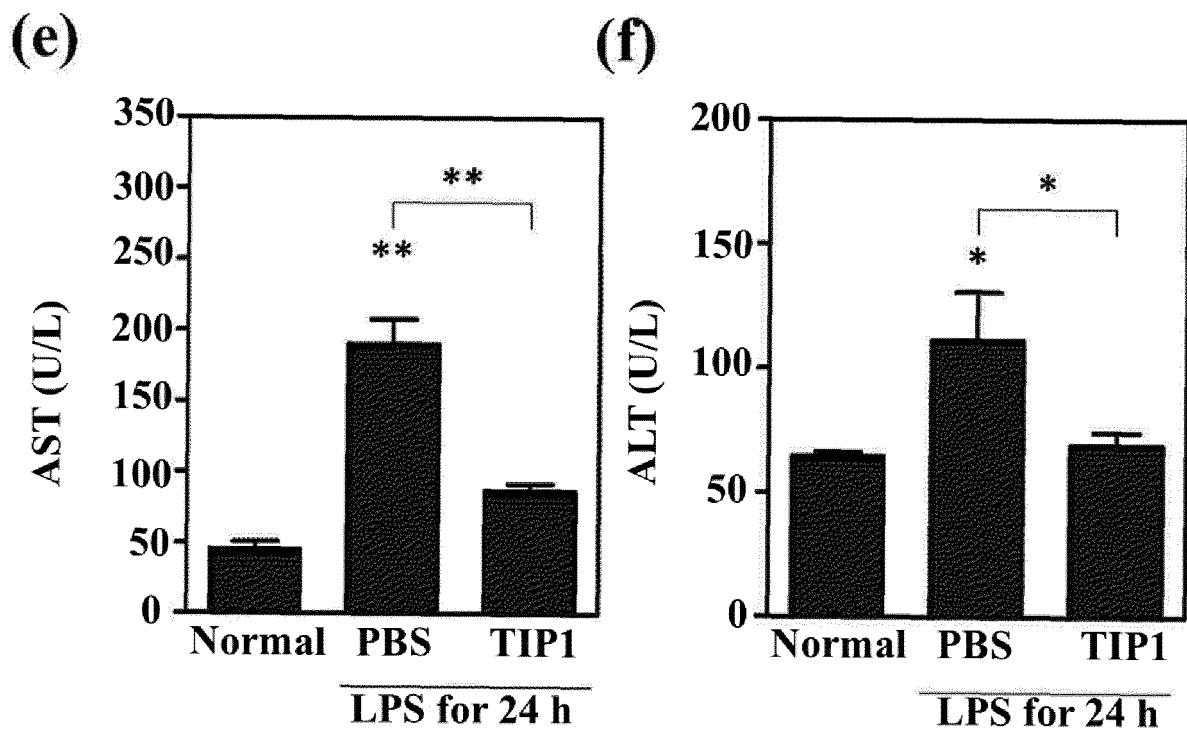 (e)
AST (U/L)
350
300
250
200
150
100
50
0
**
**
Normal PBS TIP1
LPS for 24 h
(f)
ALT (U/L)
200
150
100
50
0
*
*
Normal PBS TIP1
LPS for 24 h